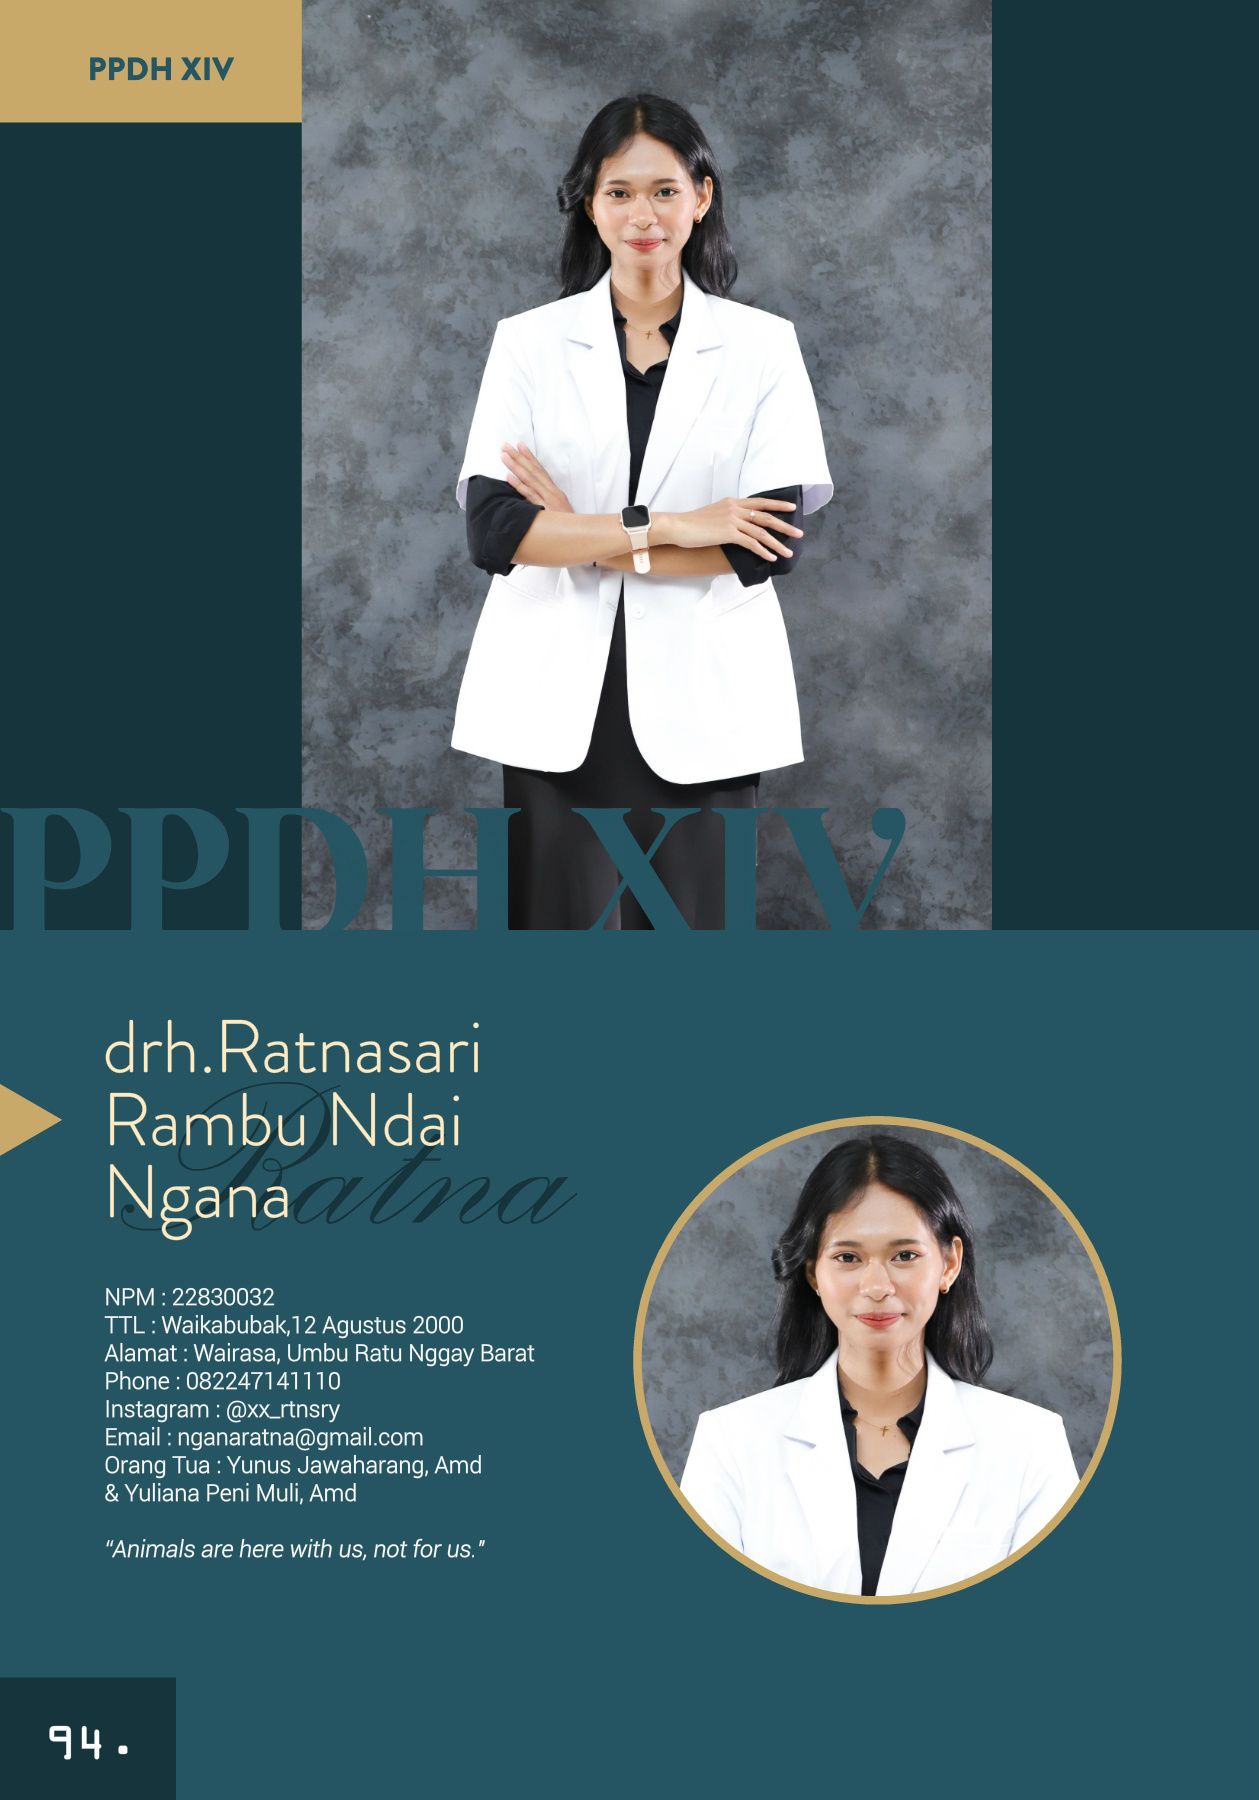 PPDH XIV
PPDH XIV
drh.Ratnasari
Rambu Ndai
Ngana
Ratna
NPM : 22830032
TTL : Waikabubak,12 Agustus 2000
Alamat : Wairasa, Umbu Ratu Nggay Barat
Phone : 082247141110
Instagram : @xx_rtnsry
Email : nganaratna@gmail.com
Orang Tua : Yunus Jawaharang, Amd
& Yuliana Peni Muli, Amd
"Animals are here with us, not for us."
94.